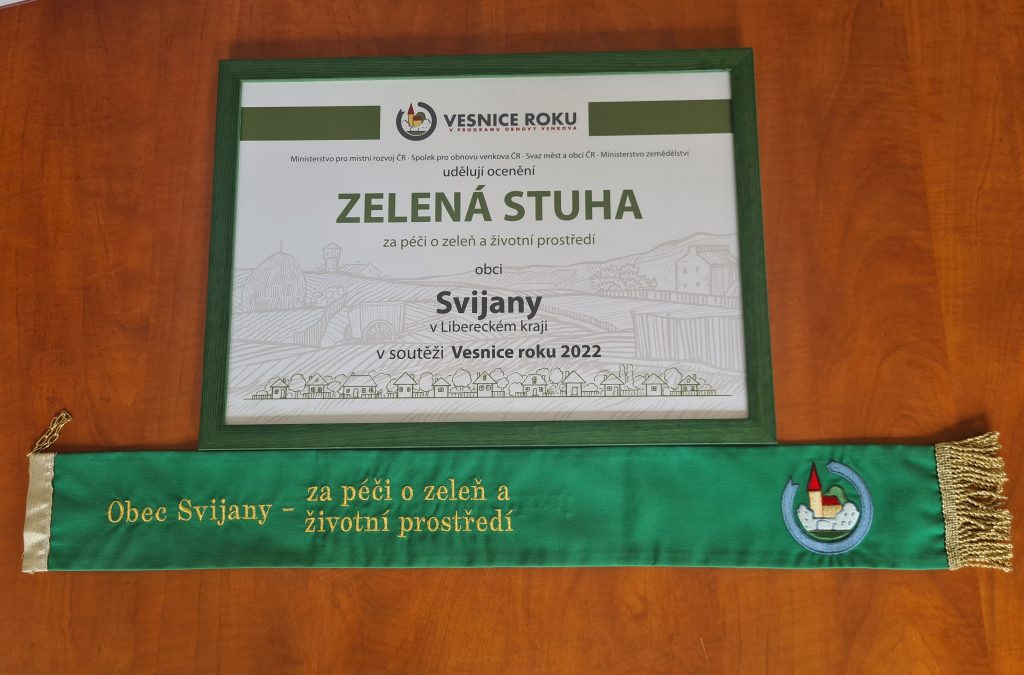 VESNICE ROKU
V PROGRAMU OBNOVY VENKOVA
Ministerstvo pro místní rozvoj ČR · Spolek pro obnovu venkova ČR · Svaz měst a obcí ČR · Ministerstvo zemědělství
udělují ocenění
ZELENÁ STUHA
za péči o zeleň a životní prostředí
obci
Svijany
v Libereckém kraji
v soutěži Vesnice roku 2022
Obec Svijany – za péči o zeleň a
životní prostředí